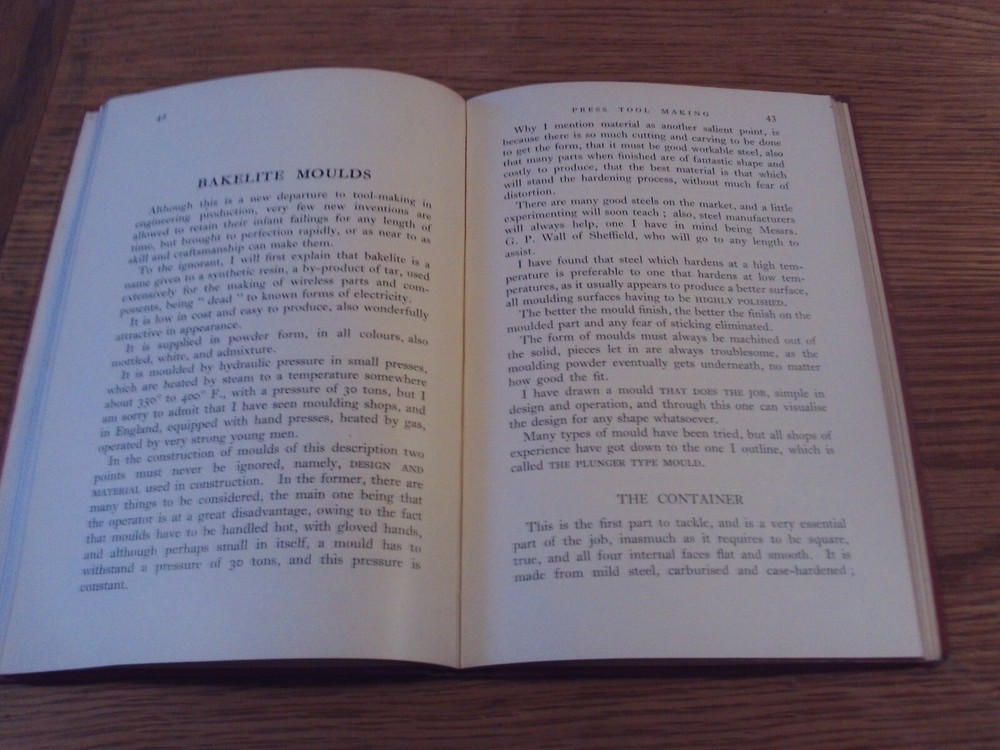 42
BAKELITE MOULDS
Although this is a new departure to tool-making in
engineering production, very few new inventions are
allowed to retain their infant failings for any length of
time, but brought to perfection rapidly, or as near to as
skill and craftsmanship can make them.
To the ignorant, I will first explain that bakelite is a
name given to a synthetic resin, a by-product of tar, used
extensively for the making of wireless parts and com-
ponents, being " dead " to known forms of electricity.
It is low in cost and easy to produce, also wonderfully
attractive in appearance.
It is supplied in powder form, in all colours, also
mottled, white, and admixture.
It is moulded by hydraulic pressure in small presses,
which are heated by steam to a temperature somewhere
about 350° to 400° F., with a pressure of 30 tons, but I
am sorry to admit that I have seen moulding shops, and
in England, equipped with hand presses, heated by gas,
operated by very strong young men.
In the construction of moulds of this description two
points must never be ignored, namely, DESIGN AND
MATERIAL used in construction. In the former, there are
many things to be considered, the main one being that
the operator is at a great disadvantage, owing to the fact
that moulds have to be handled hot, with gloved hands,
and although perhaps small in itself, a mould has to
withstand a pressure of 30 tons, and this pressure is
constant.
PRESS TOOL MAKING 43
Why I mention material as another salient point, is
because there is so much cutting and carving to be done
to get the form, that it must be good workable steel, also
that many parts when finished are of fantastic shape and
costly to produce, that the best material is that which
will stand the hardening process, without much fear of
distortion.
There are many good steels on the market, and a little
experimenting will soon teach ; also, steel manufacturers
will always help, one I have in mind being Messrs.
G. P. Wall of Sheffield, who will go to any length to
assist.
I have found that steel which hardens at a high tem-
perature is preferable to one that hardens at low tem-
peratures, as it usually appears to produce a better surface,
all moulding surfaces having to be HIGHLY POLISHED.
The better the mould finish, the better the finish on the
moulded part and any fear of sticking eliminated.
The form of moulds must always be machined out of
the solid, pieces let in are always troublesome, as the
moulding powder eventually gets underneath, no matter
how good the fit.
I have drawn a mould THAT DOES THE JOB, simple in
design and operation, and through this one can visualise
the design for any shape whatsoever.
Many types of mould have been tried, but all shops of
experience have got down to the one I outline, which is
called THE PLUNGER TYPE MOULD.
THE CONTAINER
This is the first part to tackle, and is a very essential
part of the job, inasmuch as it requires to be square,
true, and all four internal faces flat and smooth. It is
made from mild steel, carburised and case-hardened ;